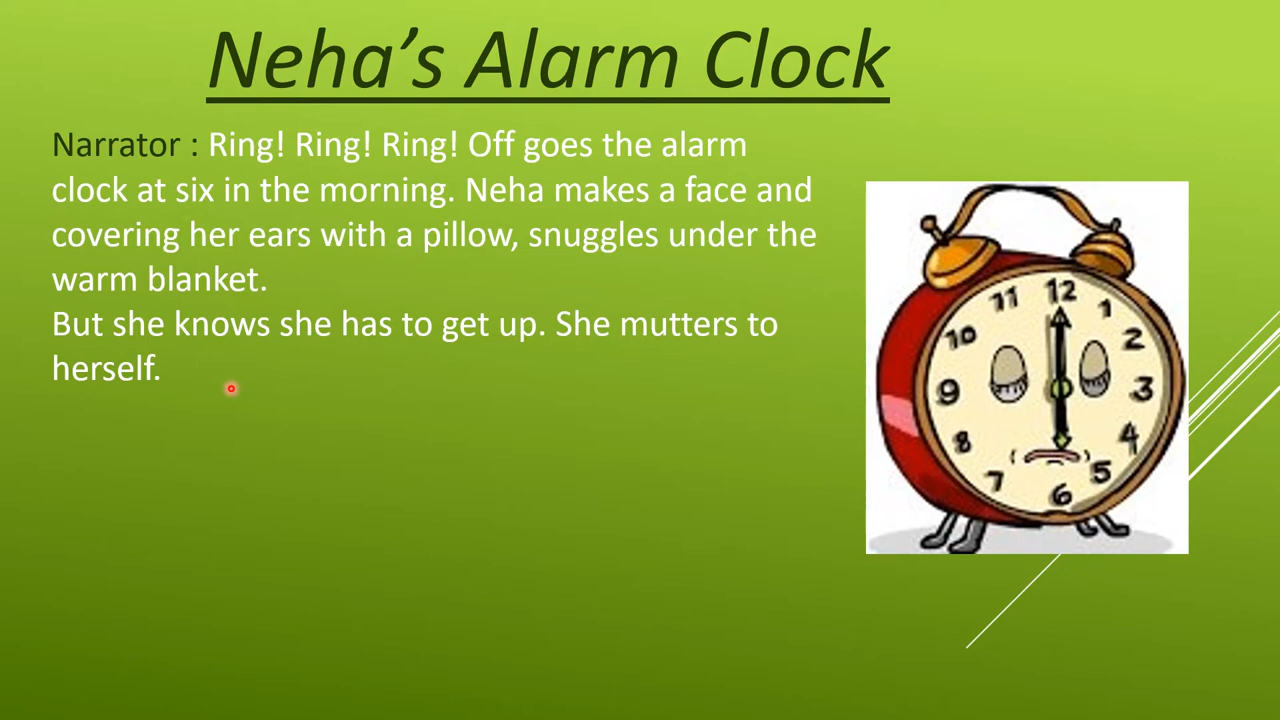 Neha’s Alarm Clock
Narrator : Ring! Ring! Ring! Off goes the alarm
clock at six in the morning. Neha makes a face and
covering her ears with a pillow, snuggles under the
warm blanket.
But she knows she has to get up. She mutters to
herself.
12
11
1
10
2
9
3
8
4
7
5
6